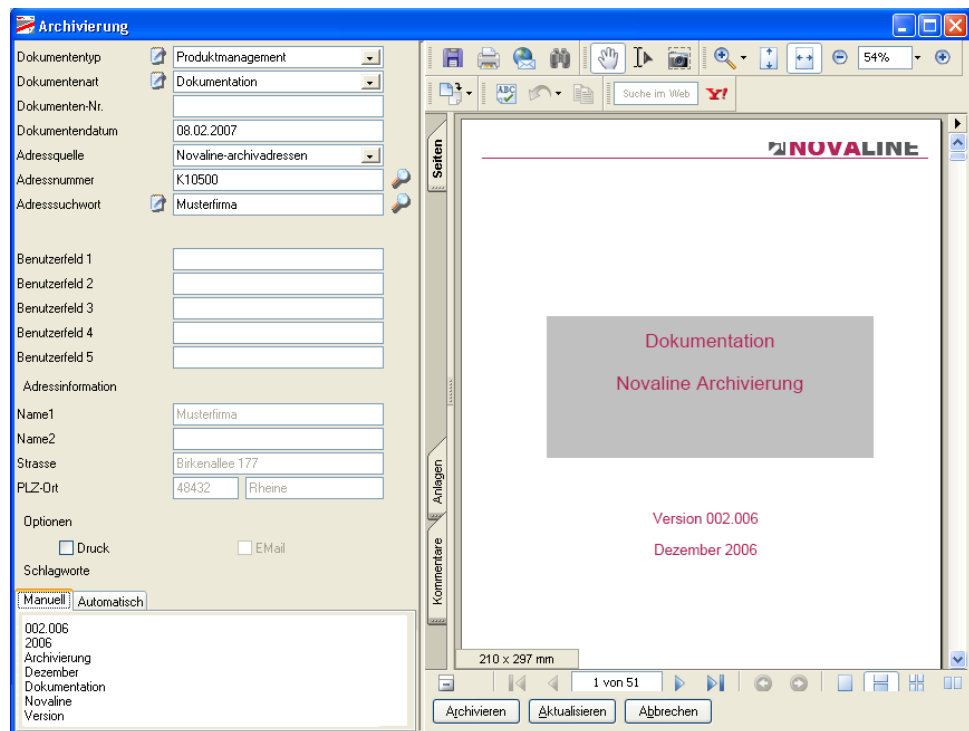 Archivierung
Dokumententyp Produktmanagement
Dokumentenart Dokumentation
Dokumenten-Nr.
Dokumentendatum 08.02.2007
Adressquelle Novaline-archivadressen
Adressnummer K10500
Adresssuchwort Musterfirma
Benutzerfeld 1
Benutzerfeld 2
Benutzerfeld 3
Benutzerfeld 4
Benutzerfeld 5
Adressinformation
Name1 Musterfirma
Name2
Strasse Birkenallee 177
PLZ-Ort 48432 Rheine
Optionen
Druck EMail
Schlagworte
Manuell Automatisch
002.006
2006
Archivierung
Dezember
Dokumentation
Novaline
Version
54%
ABC Suche im Web Y!
Seiten
Anlagen
Kommentare
NOVALINE
Dokumentation
Novaline Archivierung
Version 002.006
Dezember 2006
210 x 297 mm
1 von 51
Archivieren Aktualisieren Abbrechen